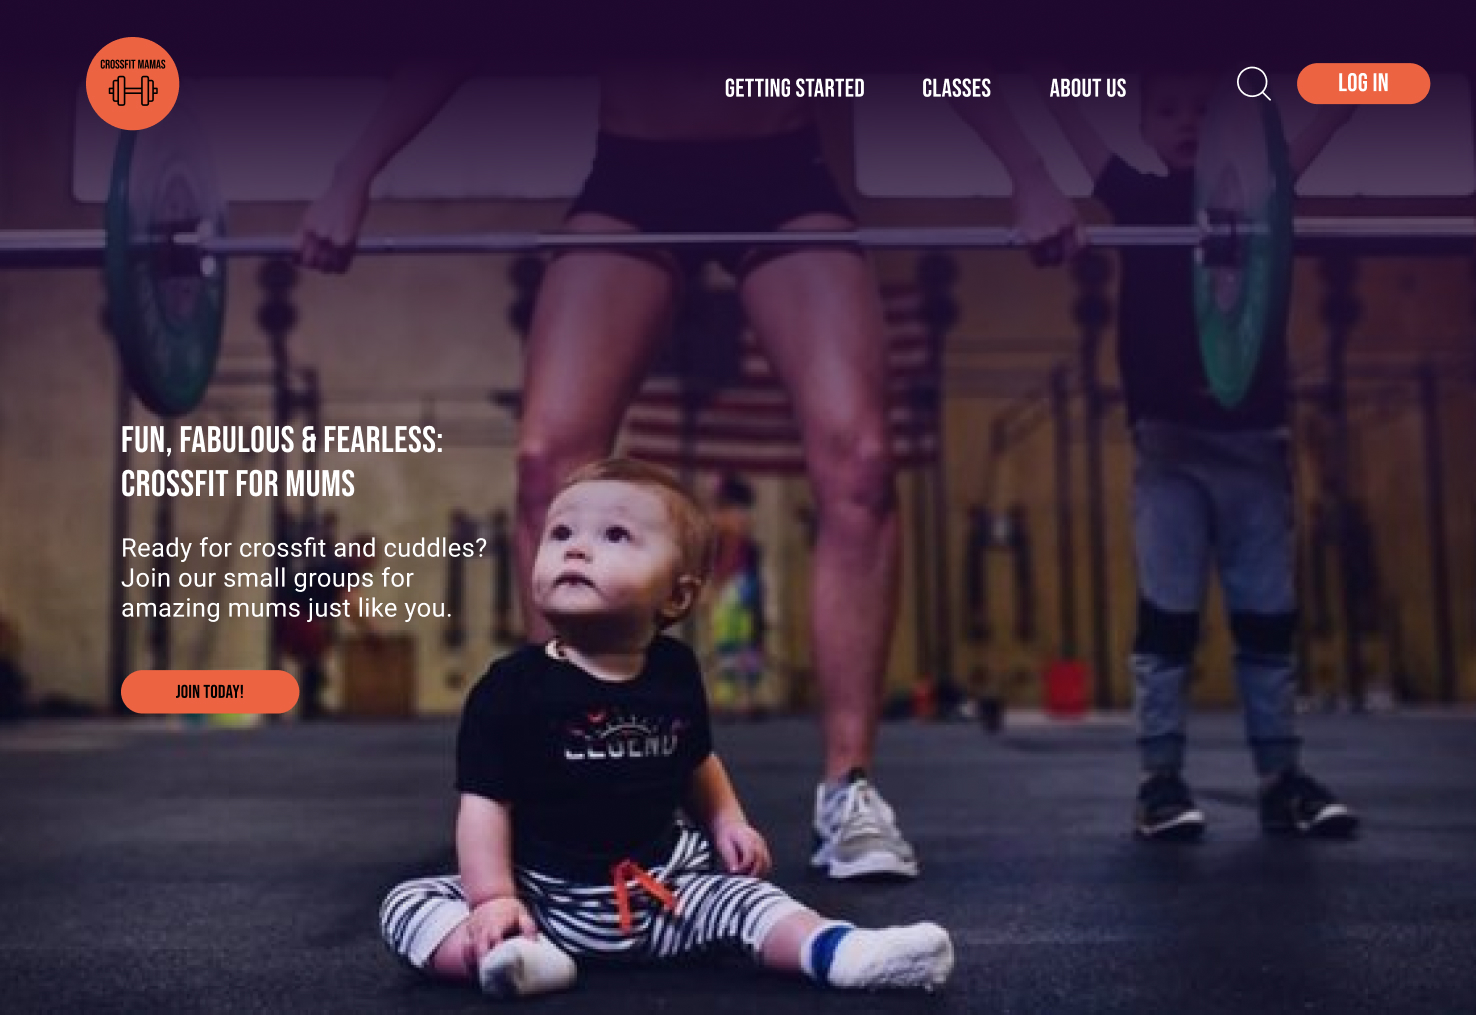 CROSSFIT MAMAS
GETTING STARTED
CLASSES
ABOUT US
LOG IN
FUN, FABULOUS & FEARLESS:
CROSSFIT FOR MUMS
Ready for crossfit and cuddles?
Join our small groups for
amazing mums just like you.
JOIN TODAY!
LEGEND